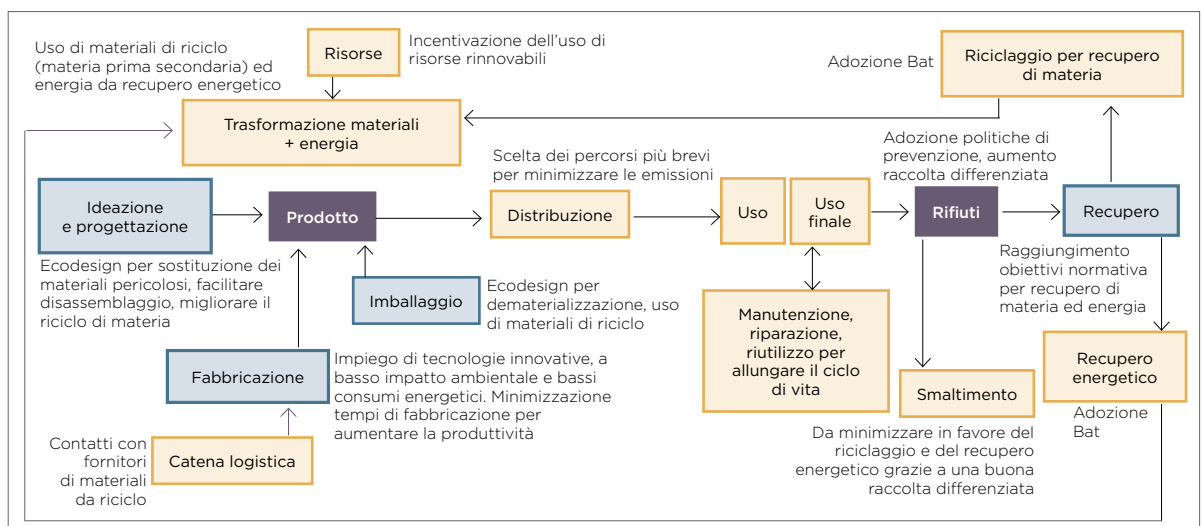 Uso di materiali di riciclo
(materia prima secondaria) ed
energia da recupero energetico
Risorse
Incentivazione dell'uso di
risorse rinnovabili
Adozione Bat
Riciclaggio per recupero
di materia
Trasformazione materiali
+ energia
Scelta dei percorsi più brevi
per minimizzare le emissioni
Adozione politiche di
prevenzione, aumento
raccolta differenziata
Ideazione
e progettazione
Prodotto
Distribuzione
Uso
Uso
finale
Rifiuti
Recupero
Ecodesign per sostituzione dei
materiali pericolosi, facilitare
disassemblaggio, migliorare il
riciclo di materia
Imballaggio
Ecodesign per
dematerializzazione, uso
di materiali di riciclo
Manutenzione,
riparazione,
riutilizzo per
allungare il ciclo
di vita
Raggiungimento
obiettivi normativa
per recupero di
materia ed energia
Fabbricazione
Impiego di tecnologie innovative, a
basso impatto ambientale e bassi
consumi energetici. Minimizzazione
tempi di fabbricazione per
aumentare la produttività
Smaltimento
Recupero
energetico
Adozione
Bat
Contatti con
fornitori
di materiali
da riciclo
Catena logistica
Da minimizzare in favore del
riciclaggio e del recupero
energetico grazie a una buona
raccolta differenziata